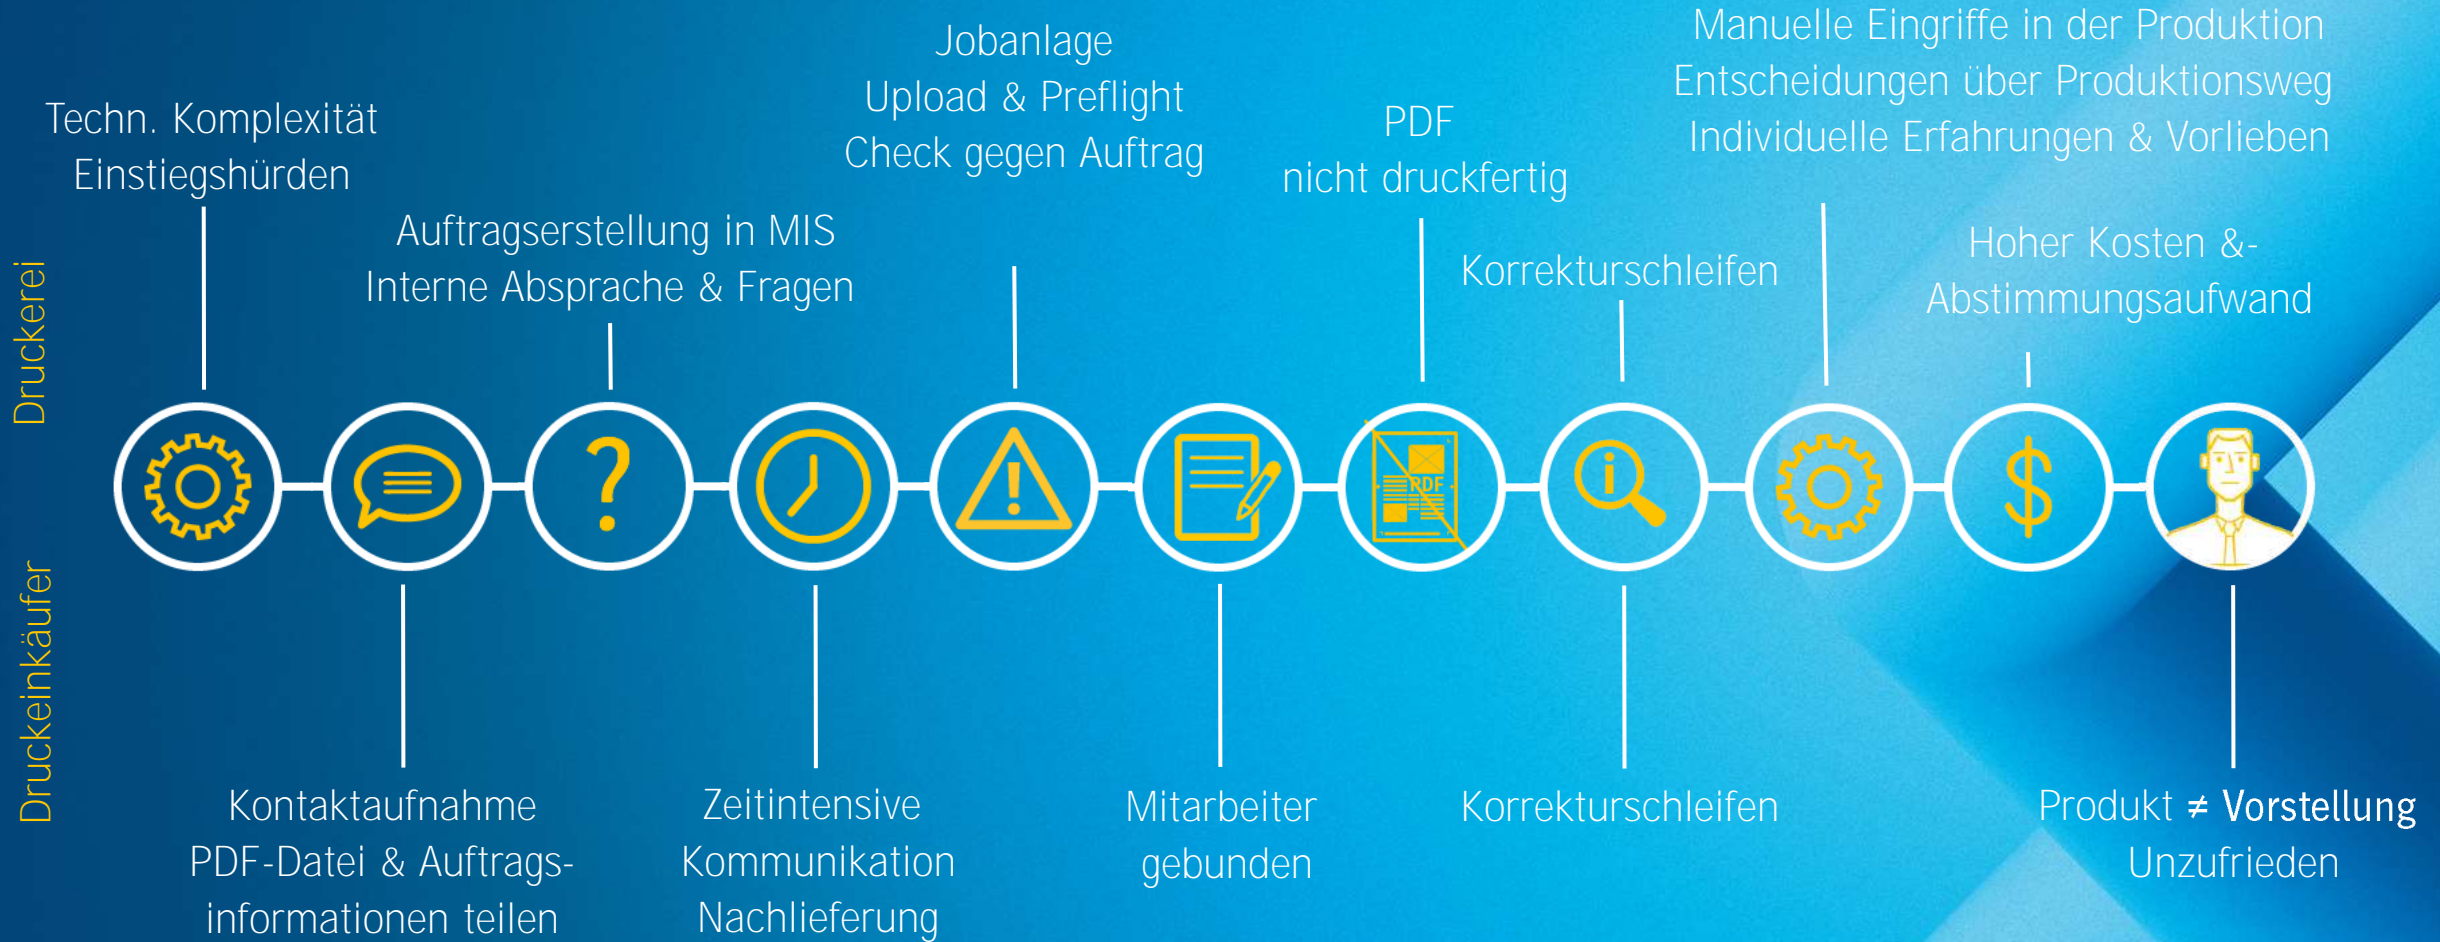 Druckerei
Techn. Komplexität
Einstiegshürden
Auftragserstellung in MIS
Interne Absprache & Fragen
Jobanlage
Upload & Preflight
Check gegen Auftrag
PDF
nicht druckfertig
Korrekturschleifen
Manuelle Eingriffe in der Produktion
Entscheidungen über Produktionsweg
Individuelle Erfahrungen & Vorlieben
Hoher Kosten &-
Abstimmungsaufwand
?
!
PDF
i
$
Druckeinkäufer
Kontaktaufnahme
PDF-Datei & Auftrags-
informationen teilen
Zeitintensive
Kommunikation
Nachlieferung
Mitarbeiter
gebunden
Korrekturschleifen
Produkt ≠ Vorstellung
Unzufrieden